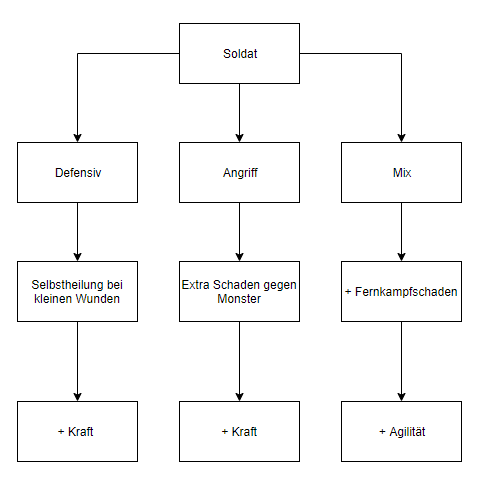 Soldat
Defensiv
Angriff
Mix
Selbstheilung bei
kleinen Wunden
Extra Schaden gegen
Monster
+ Fernkampfschaden
+ Kraft
+ Kraft
+ Agilität